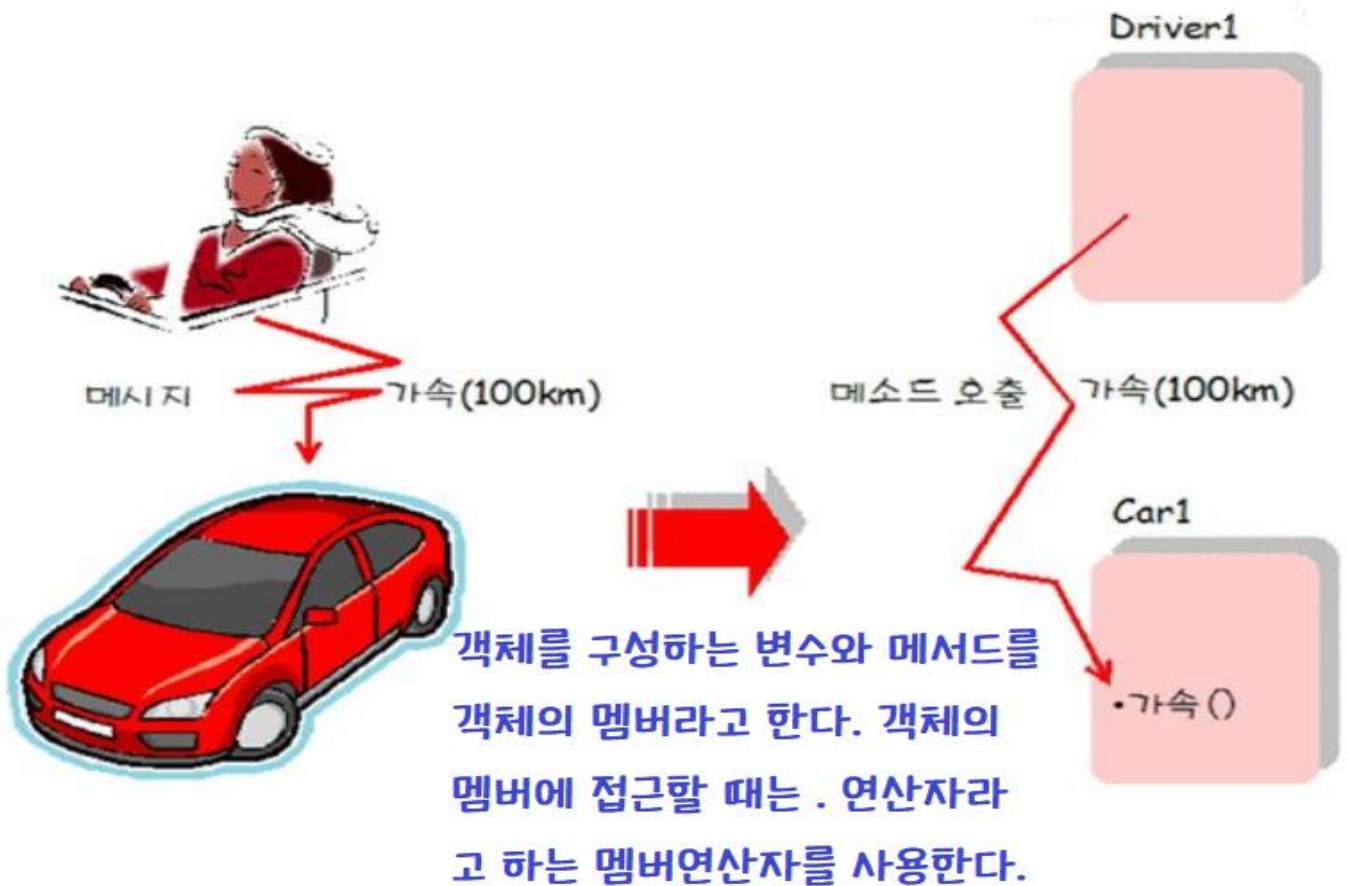 Driver1
메시지
가속(100km)
메소드 호출
가속(100km)
Car1
•가속()
객체를 구성하는 변수와 메서드를
객체의 멤버라고 한다. 객체의
멤버에 접근할 때는 . 연산자라
고 하는 멤버연산자를 사용한다.